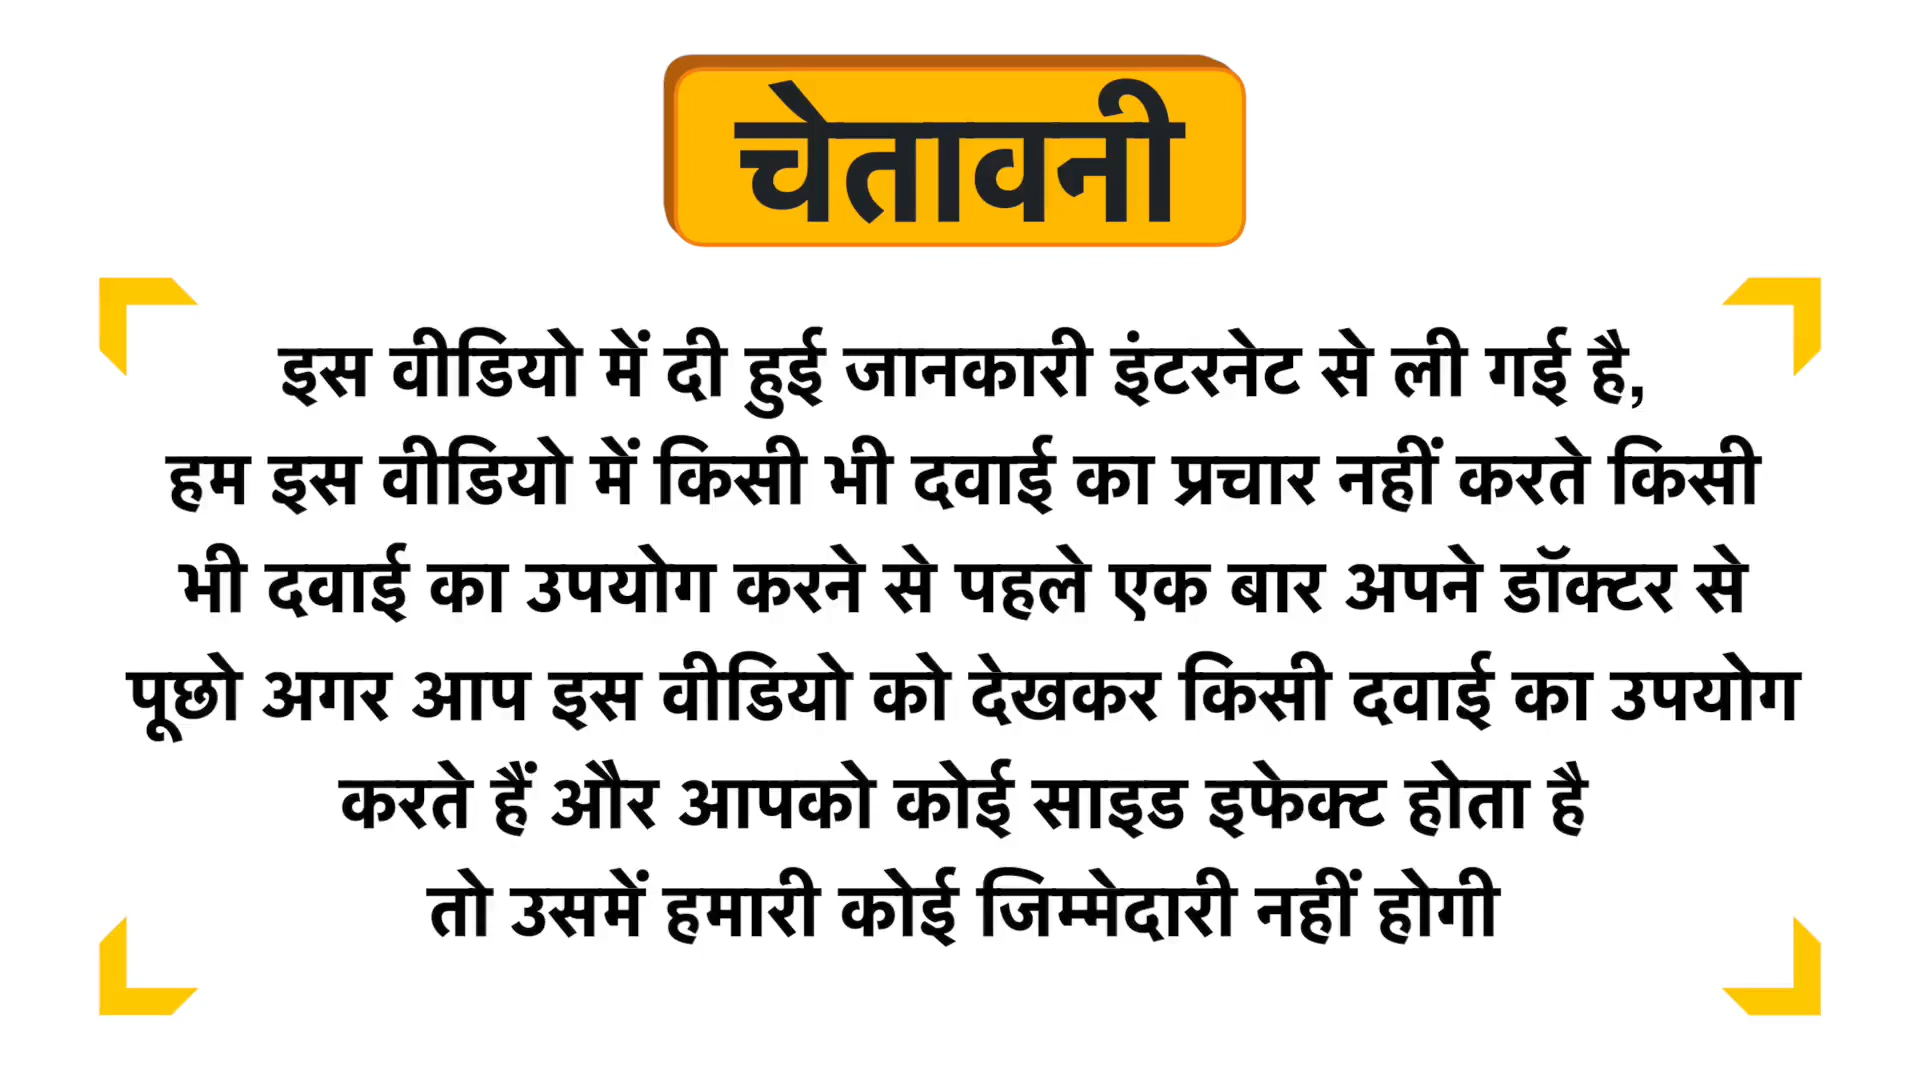 चेतावनी
इस वीडियो में दी हुई जानकारी इंटरनेट से ली गई है,
हम इस वीडियो में किसी भी दवाई का प्रचार नहीं करते किसी
भी दवाई का उपयोग करने से पहले एक बार अपने डॉक्टर से
पूछो अगर आप इस वीडियो को देखकर किसी दवाई का उपयोग
करते हैं और आपको कोई साइड इफेक्ट होता है
तो उसमें हमारी कोई जिम्मेदारी नहीं होगी